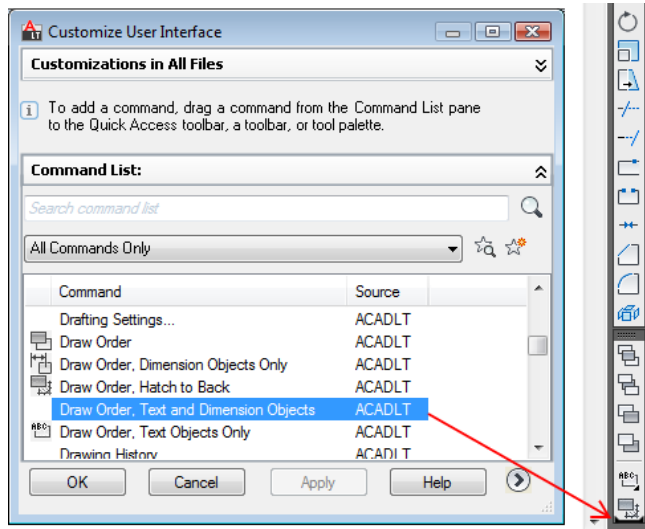 A
LT
Customize User Interface
Customizations in All Files
To add a command, drag a command from the Command List pane
to the Quick Access toolbar, a toolbar, or tool palette.
Command List:
Search command list
All Commands Only
Command Source
Drafting Settings... ACADLT
Draw Order ACADLT
Draw Order, Dimension Objects Only ACADLT
Draw Order, Hatch to Back ACADLT
Draw Order, Text and Dimension Objects ACADLT
ABC Draw Order, Text Objects Only ACADLT
Drawing History ACADLT
OK Cancel Apply Help
ABC